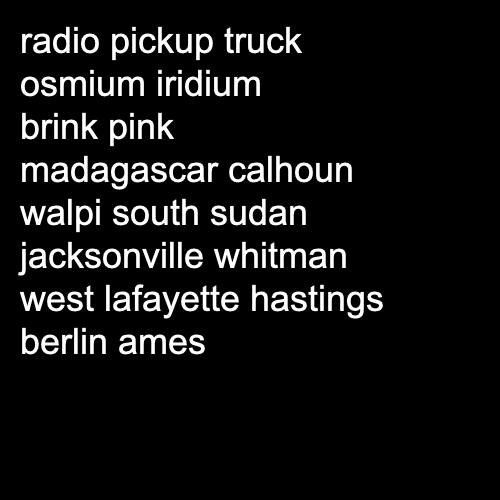 radio pickup truck
osmium iridium
brink pink
madagascar calhoun
walpi south sudan
jacksonville whitman
west lafayette hastings
berlin ames